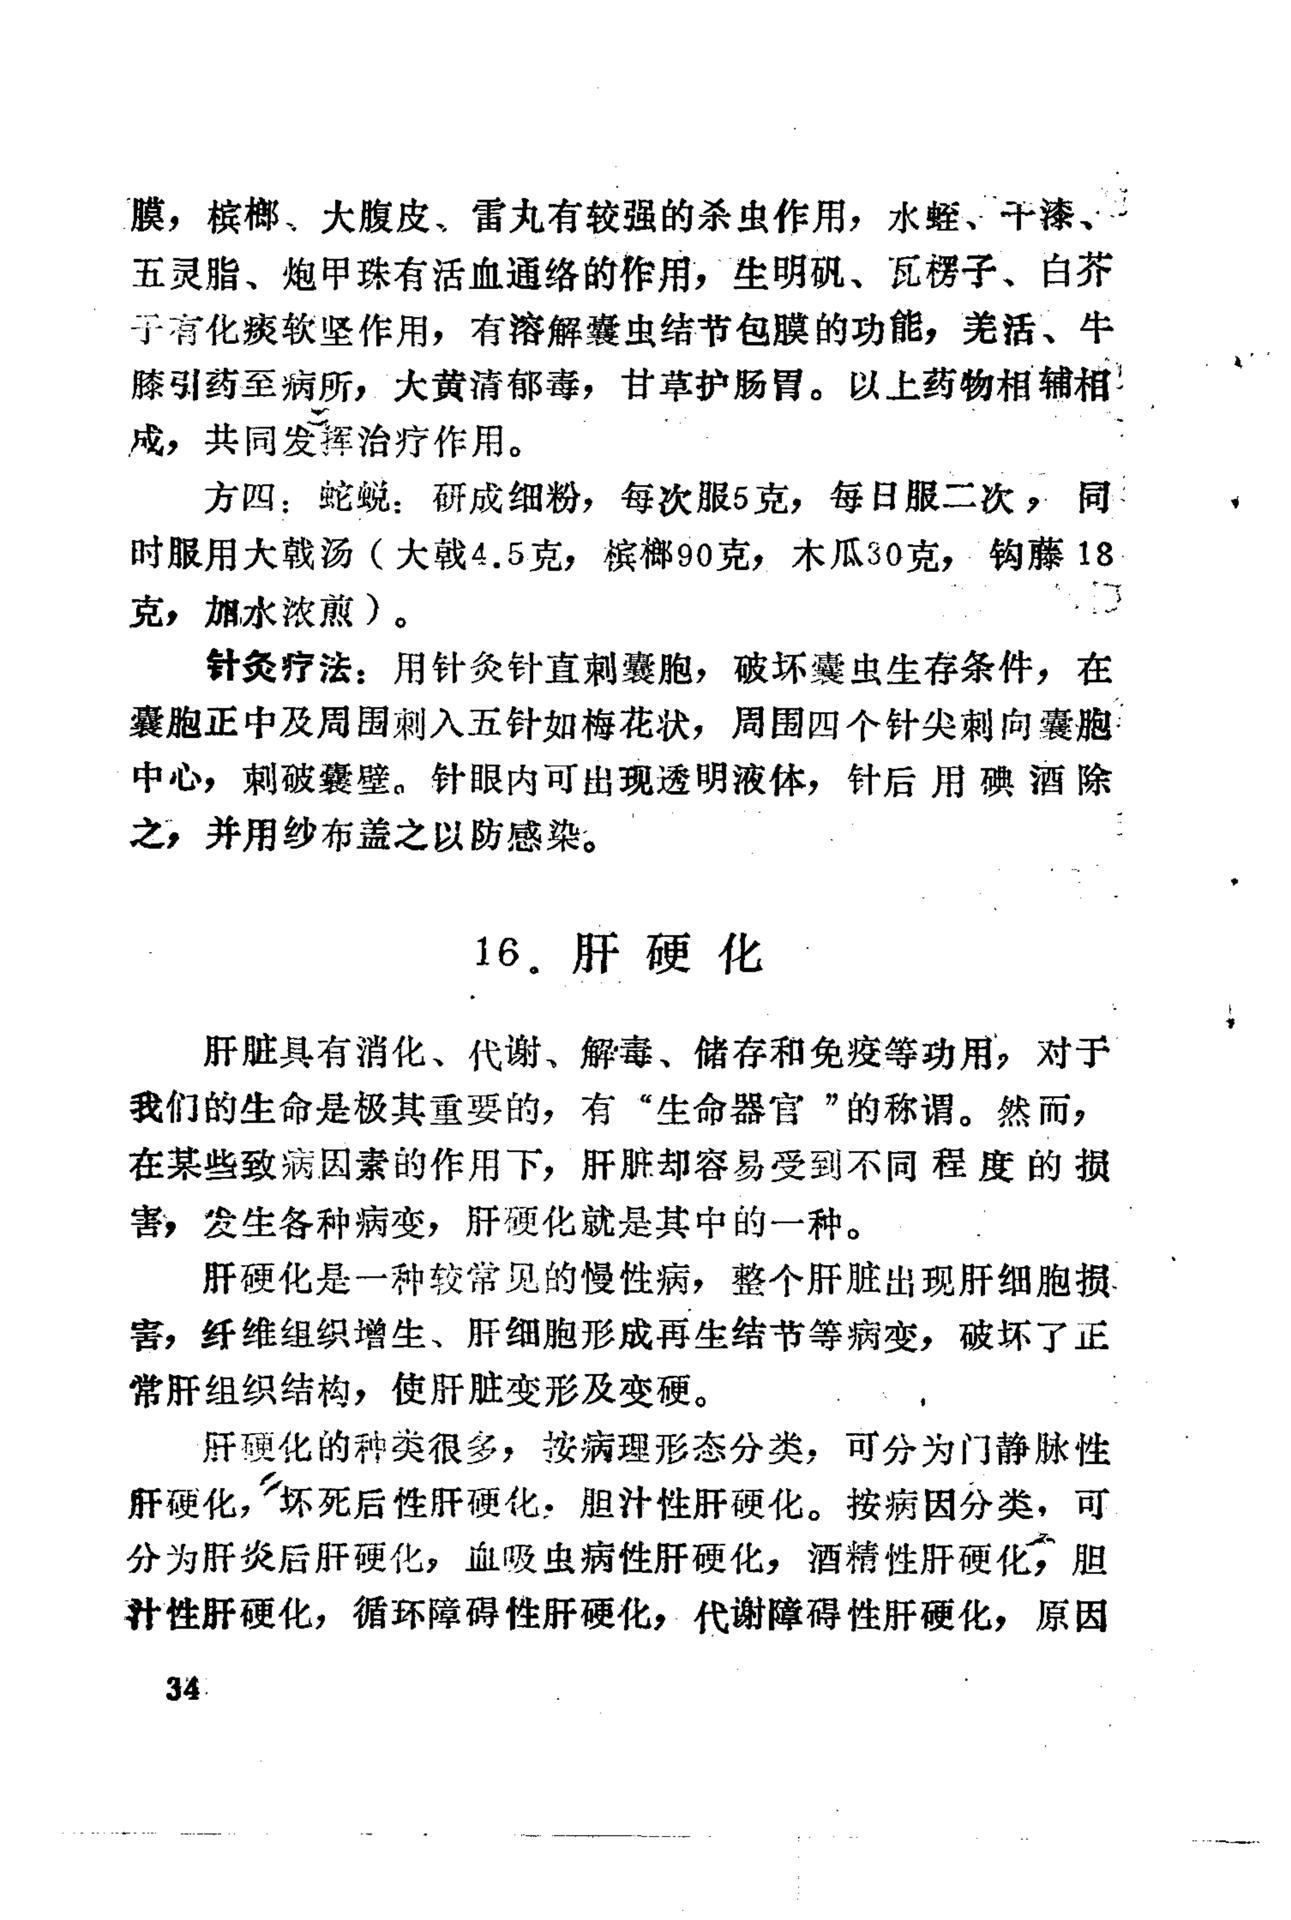 膜，槟榔、大腹皮、雷丸有较强的杀虫作用，水蛭、干漆、
五灵脂、炮甲珠有活血通络的作用，生明矾、瓦楞子、白芥
子有化痰软坚作用，有溶解囊虫结节包膜的功能，羌活、牛
膝引药至病所，大黄清郁毒，甘草护肠胃。以上药物相辅相
成，共同发挥治疗作用。
方四：蛇蜕：研成细粉，每次服5克，每日服二次，同
时服用大戟汤（大戟4.5克，槟榔90克，木瓜30克，钩藤18
克，加水浓煎）。
针灸疗法：用针灸针直刺囊胞，破坏囊虫生存条件，在
囊胞正中及周围刺入五针如梅花状，周围四个针尖刺向囊胞
中心，刺破囊壁。针眼内可出现透明液体，针后用碘酒除
之，并用纱布盖之以防感染。
16。肝硬化
肝脏具有消化、代谢、解毒、储存和免疫等功用，对于
我们的生命是极其重要的，有“生命器官”的称谓。然而，
在某些致病因素的作用下，肝脏却容易受到不同程度的损
害，发生各种病变，肝硬化就是其中的一种。
肝硬化是一种较常见的慢性病，整个肝脏出现肝细胞损
害，纤维组织增生、肝细胞形成再生结节等病变，破坏了正
常肝组织结构，使肝脏变形及变硬。
肝硬化的种类很多，按病理形态分类，可分为门静脉性
肝硬化，坏死后性肝硬化，胆汁性肝硬化。按病因分类，可
分为肝炎后肝硬化，血吸虫病性肝硬化，酒精性肝硬化，胆
汁性肝硬化，循环障碍性肝硬化，代谢障碍性肝硬化，原因
34